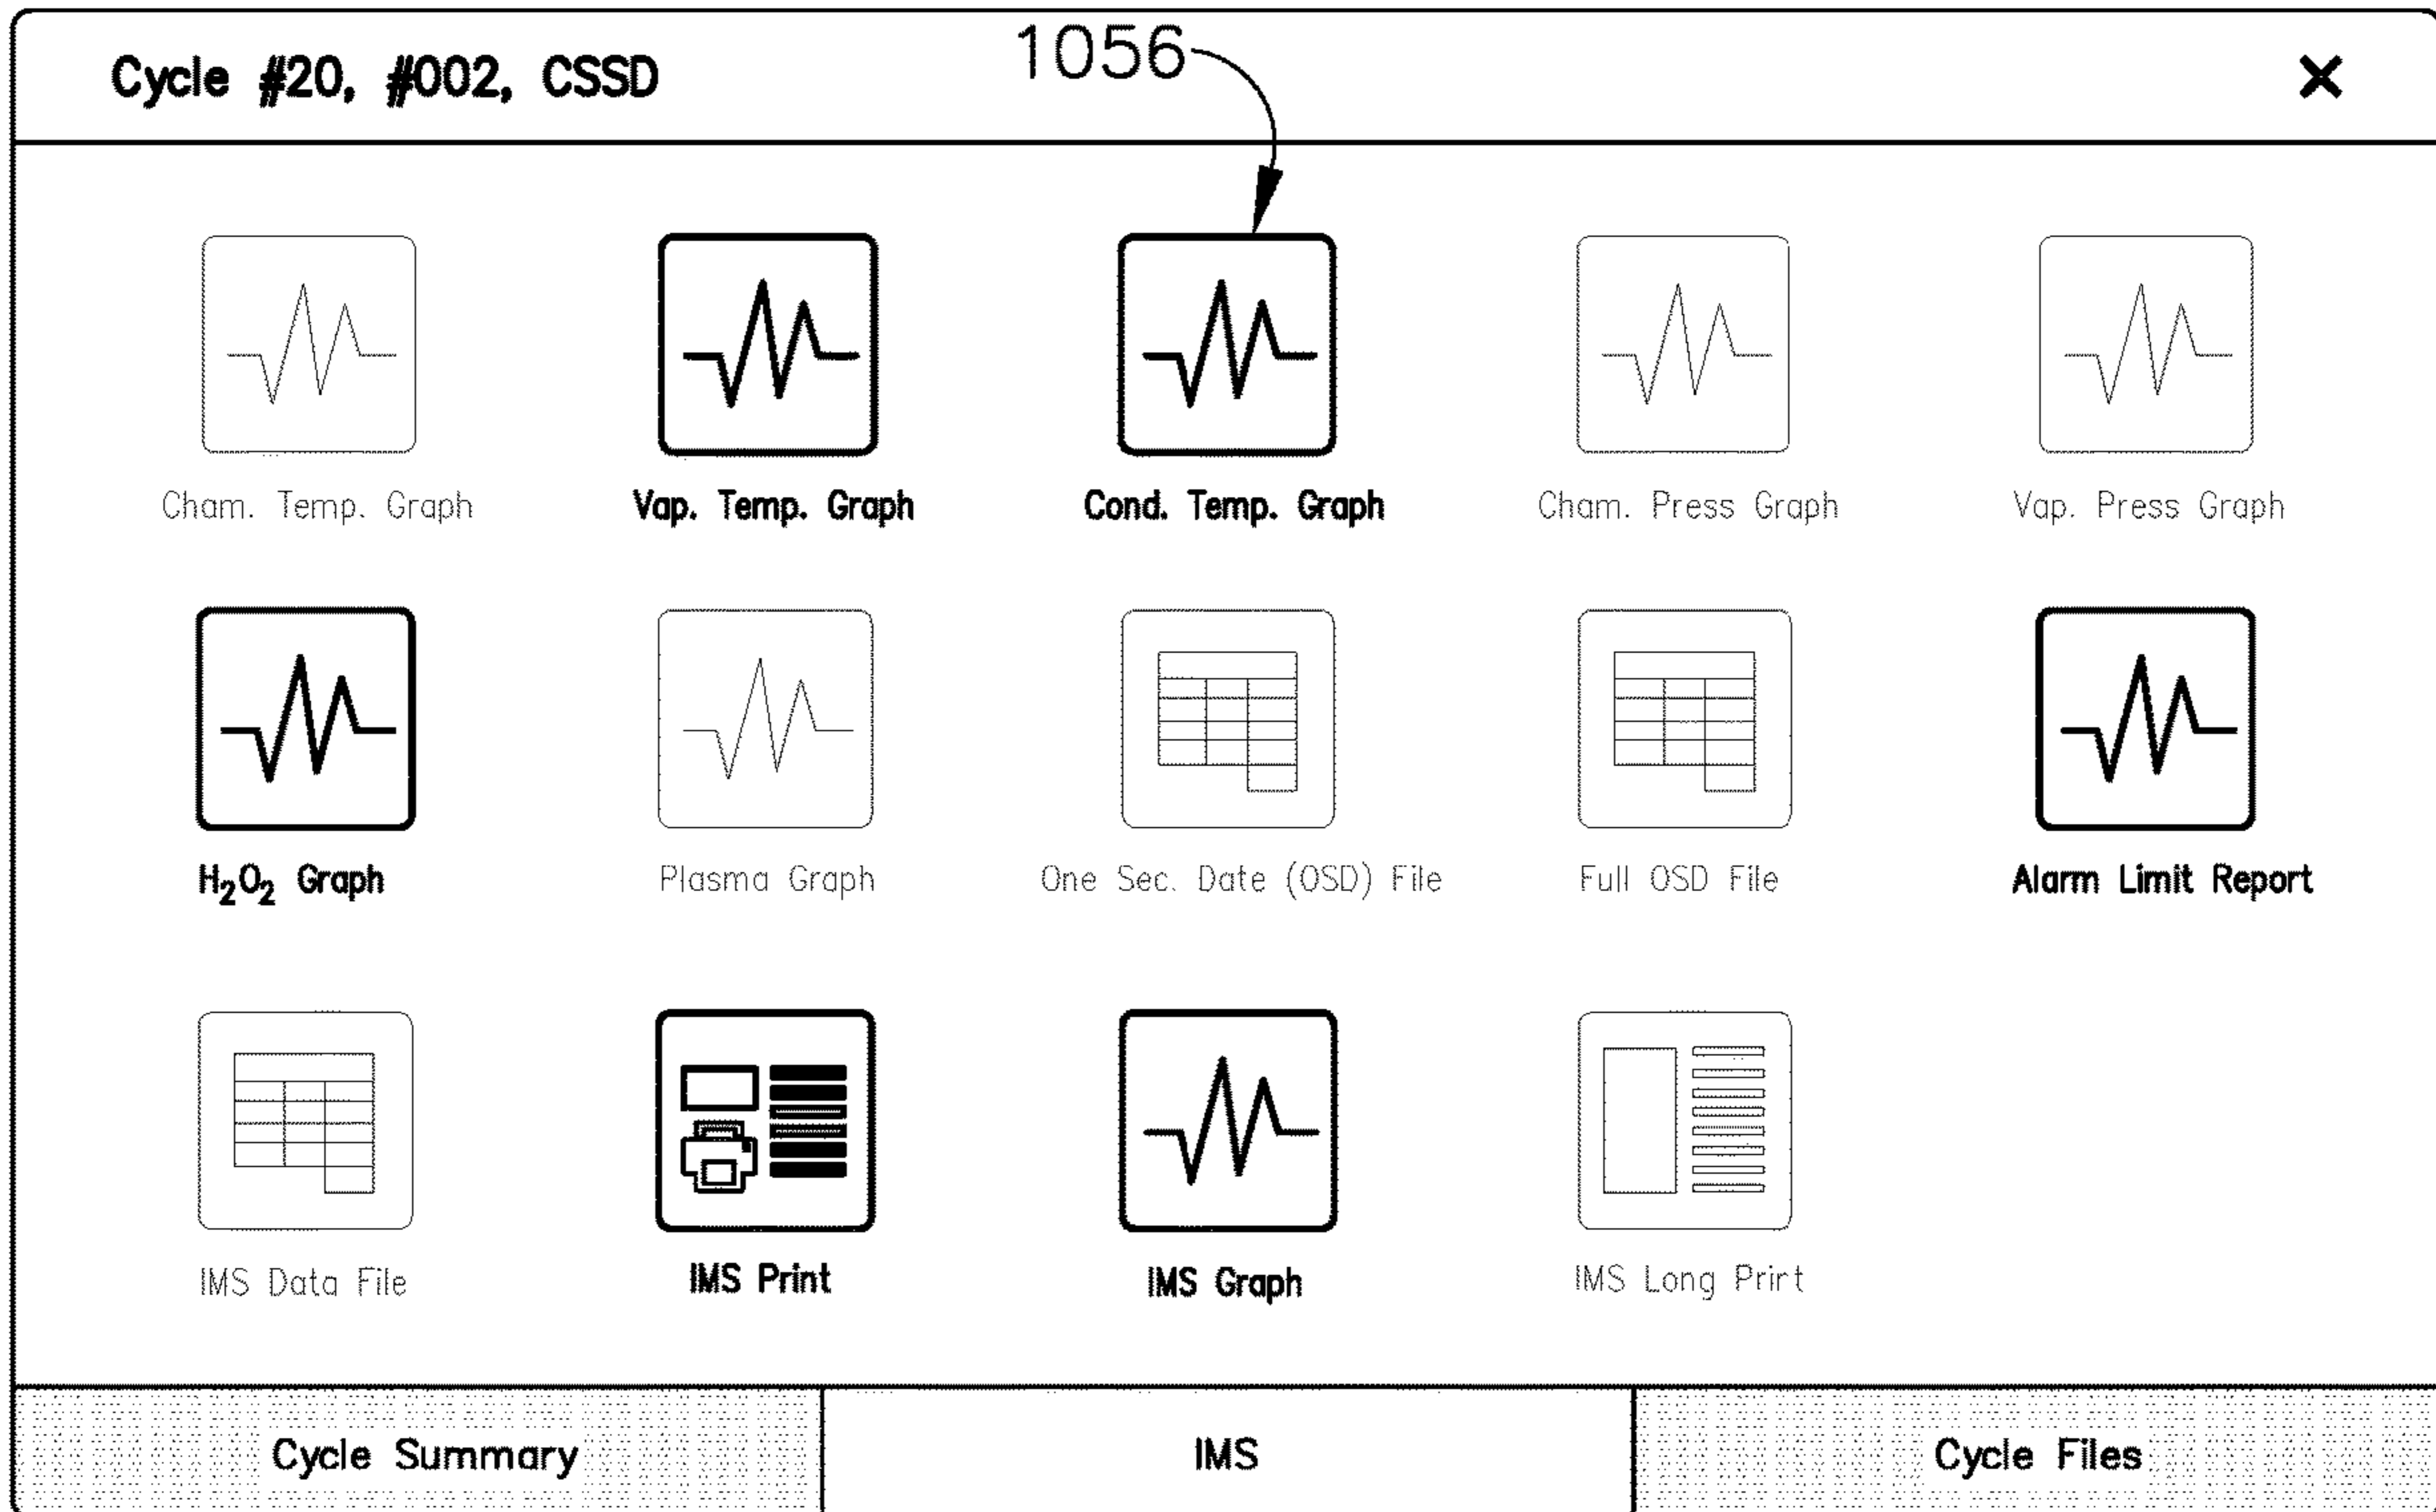 Cycle #20, #002, CSSD
1056
Cham. Temp. Graph
Vap. Temp. Graph
Cond. Temp. Graph
Cham. Press Graph
Vap. Press Graph
H₂O₂ Graph
Plasma Graph
One Sec. Date (OSD) File
Full OSD File
Alarm Limit Report
IMS Data File
IMS Print
IMS Graph
IMS Long Print
Cycle Summary
IMS
Cycle Files